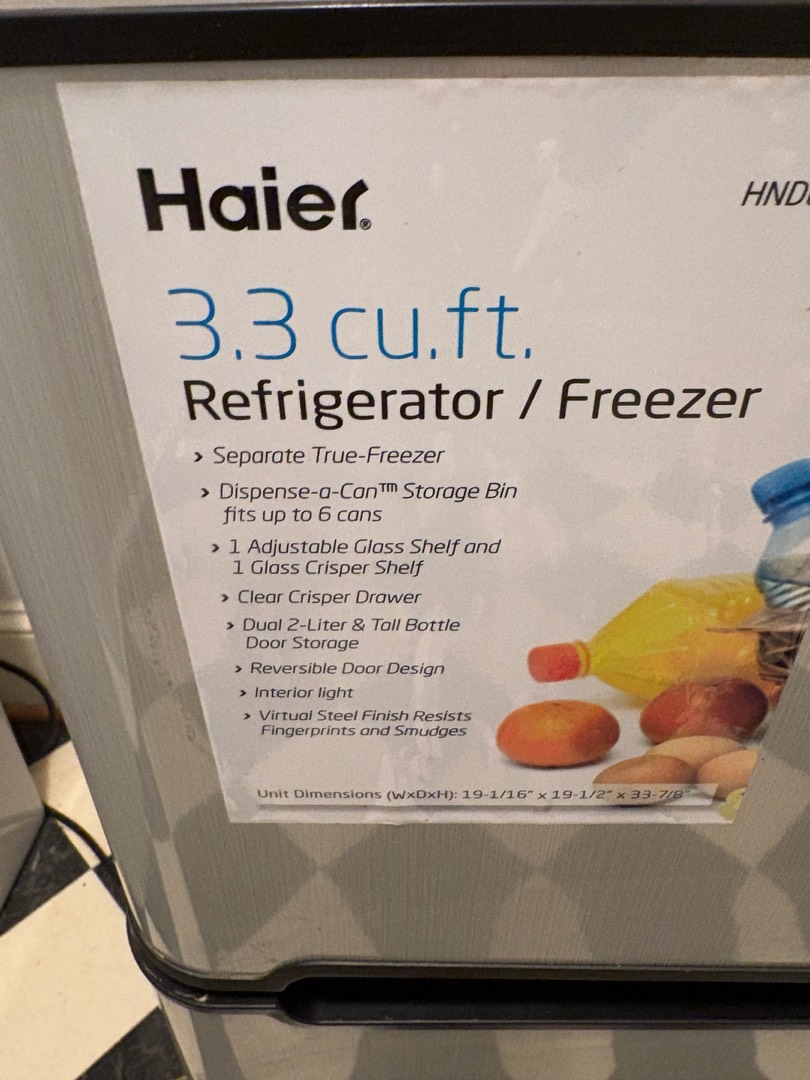 Haier®
3.3 cu.ft.
Refrigerator / Freezer
› Separate True-Freezer
› Dispense-a-Can™ Storage Bin
fits up to 6 cans
› 1 Adjustable Glass Shelf and
1 Glass Crisper Shelf
› Clear Crisper Drawer
› Dual 2-Liter & Tall Bottle
Door Storage
› Reversible Door Design
› Interior light
› Virtual Steel Finish Resists
Fingerprints and Smudges
Unit Dimensions (WxDxH): 19-1/16" x 19-1/2" x 33-7/8"